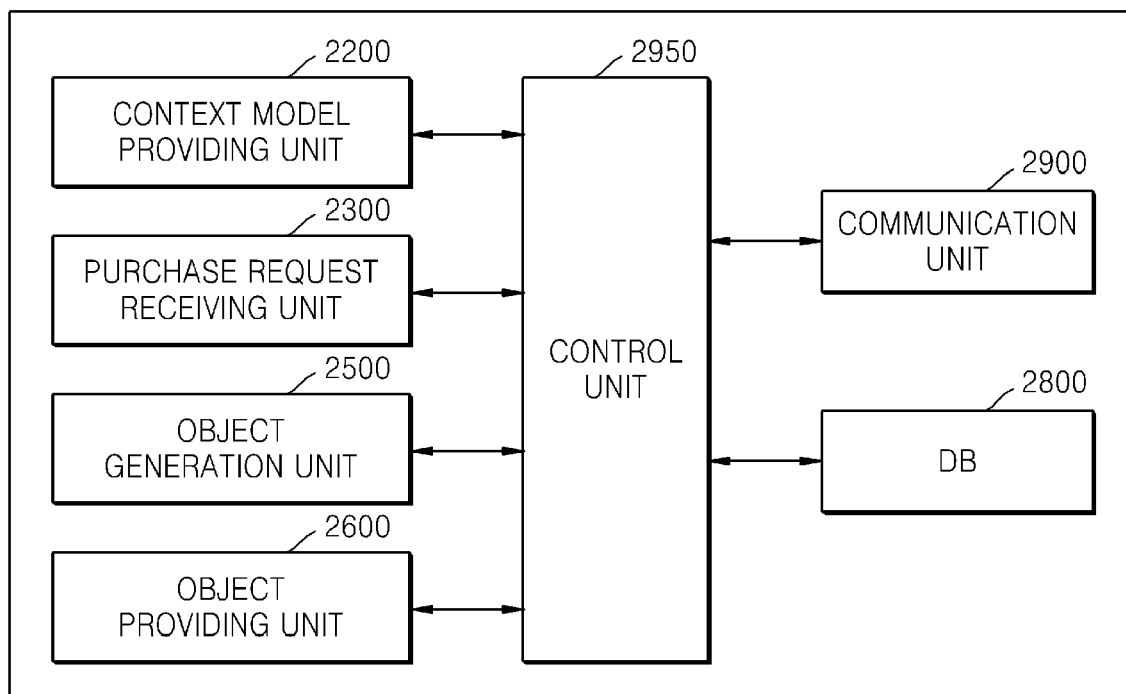 2200
CONTEXT MODEL
PROVIDING UNIT
2300
PURCHASE REQUEST
RECEIVING UNIT
2500
OBJECT
GENERATION UNIT
2600
OBJECT
PROVIDING UNIT
2950
CONTROL
UNIT
2900
COMMUNICATION
UNIT
2800
DB